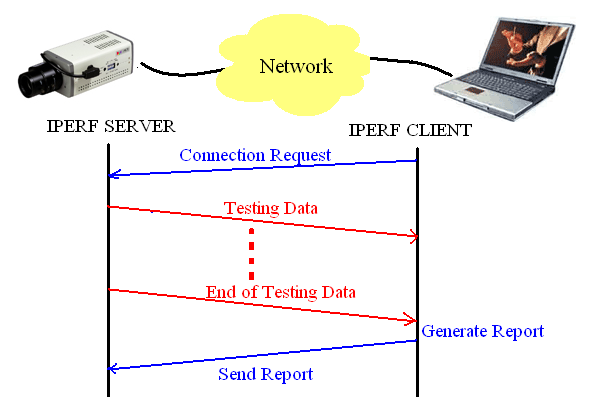 Network
IPERF SERVER
IPERF CLIENT
Connection Request
Testing Data
End of Testing Data
Generate Report
Send Report